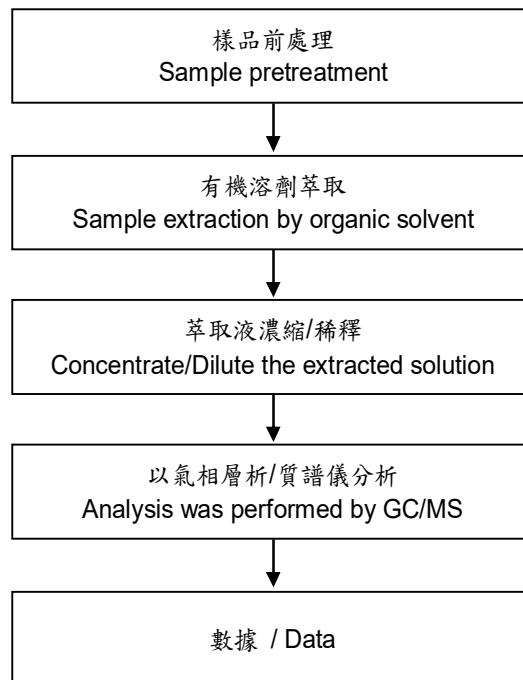 樣品前處理
Sample pretreatment
有機溶劑萃取
Sample extraction by organic solvent
萃取液濃縮/稀釋
Concentrate/Dilute the extracted solution
以氣相層析/質譜儀分析
Analysis was performed by GC/MS
數據 / Data